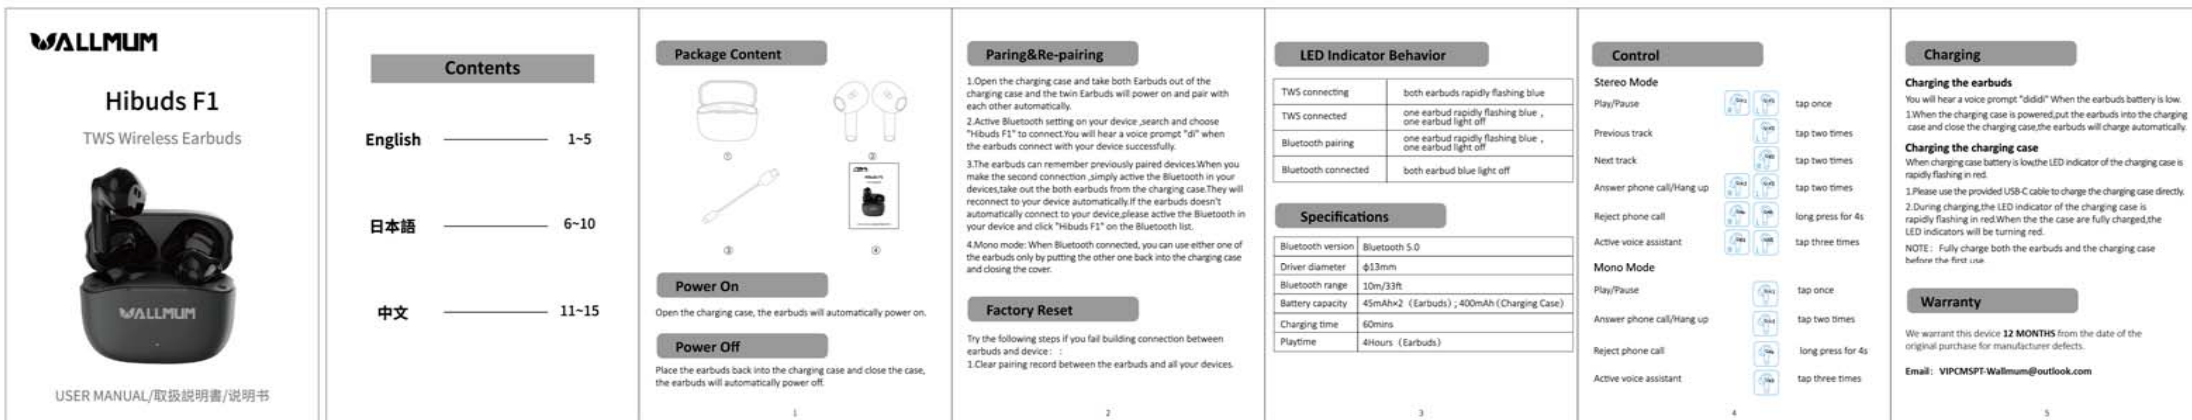 WALLMUM
Hibuds F1
TWS Wireless Earbuds
WALLMUM
USER MANUAL/取扱説明書/说明书
Contents
English 1~5
日本語 6~10
中文 11~15
Package Content
①
②
③
Hibuds F1
④
Power On
Open the charging case, the earbuds will automatically power on.
Power Off
Place the earbuds back into the charging case and close the case,
the earbuds will automatically power off.
1
Paring&Re-pairing
1.Open the charging case and take both Earbuds out of the
charging case and the twin Earbuds will power on and pair with
each other automatically.
2.Active Bluetooth setting on your device ,search and choose
"Hibuds F1" to connect.You will hear a voice prompt "di" when
the earbuds connect with your device successfully.
3.The earbuds can remember previously paired devices.When you
make the second connection ,simply active the Bluetooth in your
devices,take out the both earbuds from the charging case.They will
reconnect to your device automatically.If the earbuds doesn't
automatically connect to your device,please active the Bluetooth in
your device and click "Hibuds F1" on the Bluetooth list.
4.Mono mode: When Bluetooth connected, you can use either one of
the earbuds only by putting the other one back into the charging case
and closing the cover.
Factory Reset
Try the following steps if you fail building connection between
earbuds and device： :
1.Clear pairing record between the earbuds and all your devices.
2
LED Indicator Behavior
TWS connecting both earbuds rapidly flashing blue
TWS connected one earbud rapidly flashing blue ,
one earbud light off
Bluetooth pairing one earbud rapidly flashing blue ,
one earbud light off
Bluetooth connected both earbud blue light off
Specifications
Bluetooth version Bluetooth 5.0
Driver diameter ϕ13mm
Bluetooth range 10m/33ft
Battery capacity 45mAh×2（Earbuds）; 400mAh（Charging Case）
Charging time 60mins
Playtime 4Hours（Earbuds）
3
Control
Stereo Mode
Play/Pause R L tap once
Previous track L tap two times
Next track R tap two times
Answer phone call/Hang up R L tap two times
Reject phone call R L long press for 4s
Active voice assistant R L tap three times
Mono Mode
Play/Pause tap once
Answer phone call/Hang up tap two times
Reject phone call long press for 4s
Active voice assistant tap three times
4
Charging
Charging the earbuds
You will hear a voice prompt "dididi" When the earbuds battery is low.
1.When the charging case is powered,put the earbuds into the charging
case and close the charging case,the earbuds will charge automatically.
Charging the charging case
When charging case battery is low,the LED indicator of the charging case is
rapidly flashing in red.
1.Please use the provided USB-C cable to charge the charging case directly.
2.During charging,the LED indicator of the charging case is
rapidly flashing in red.When the the case are fully charged,the
LED indicators will be turning red.
NOTE： Fully charge both the earbuds and the charging case
before the first use.
Warranty
We warrant this device 12 MONTHS from the date of the
original purchase for manufacturer defects.
Email： VIPCMSPT-Wallmum@outlook.com
5